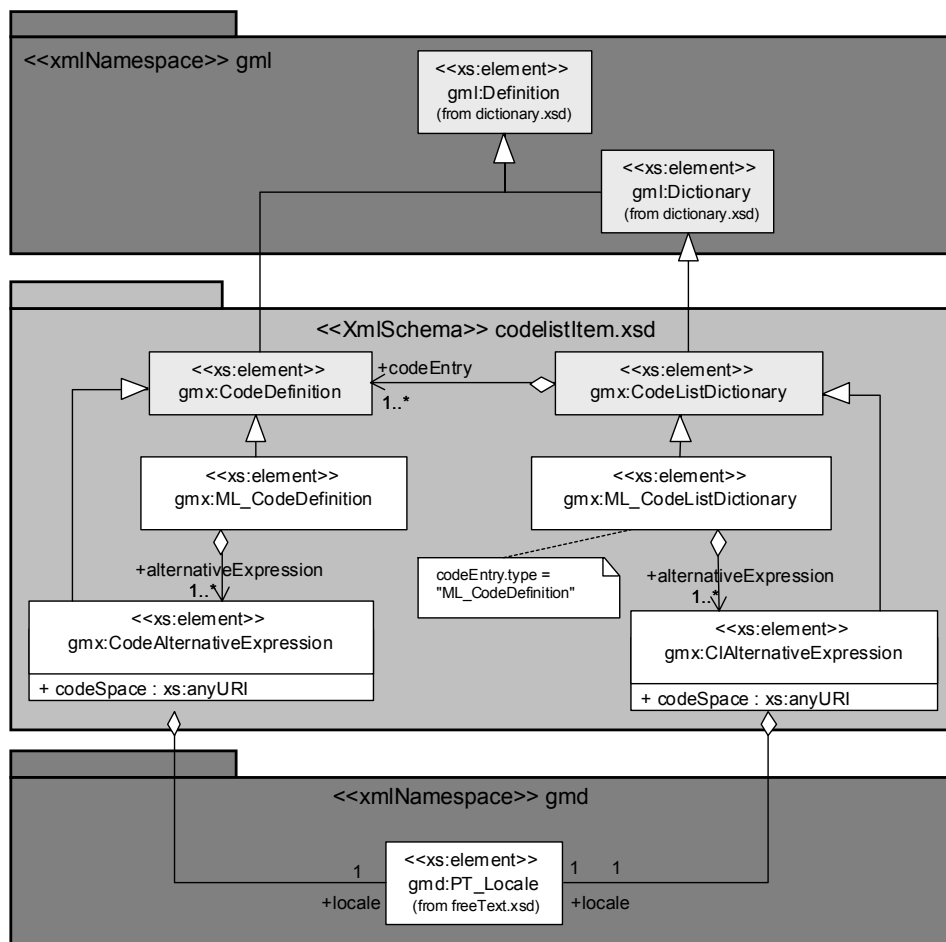 <<xmlNamespace>> gml
<<xs:element>>
gml:Definition
(from dictionary.xsd)
<<xs:element>>
gml:Dictionary
(from dictionary.xsd)
<<XmlSchema>> codelistItem.xsd
<<xs:element>>
gmx:CodeDefinition
+codeEntry
1..*
<<xs:element>>
gmx:CodeListDictionary
<<xs:element>>
gmx:ML_CodeDefinition
<<xs:element>>
gmx:ML_CodeListDictionary
+alternativeExpression
1..*
codeEntry.type =
"ML_CodeDefinition"
+alternativeExpression
1..*
<<xs:element>>
gmx:CodeAlternativeExpression
+ codeSpace : xs:anyURI
<<xs:element>>
gmx:ClAlternativeExpression
+ codeSpace : xs:anyURI
<<xmlNamespace>> gmd
<<xs:element>>
gmd:PT_Locale
(from freeText.xsd)
1
+locale
1 1
+locale